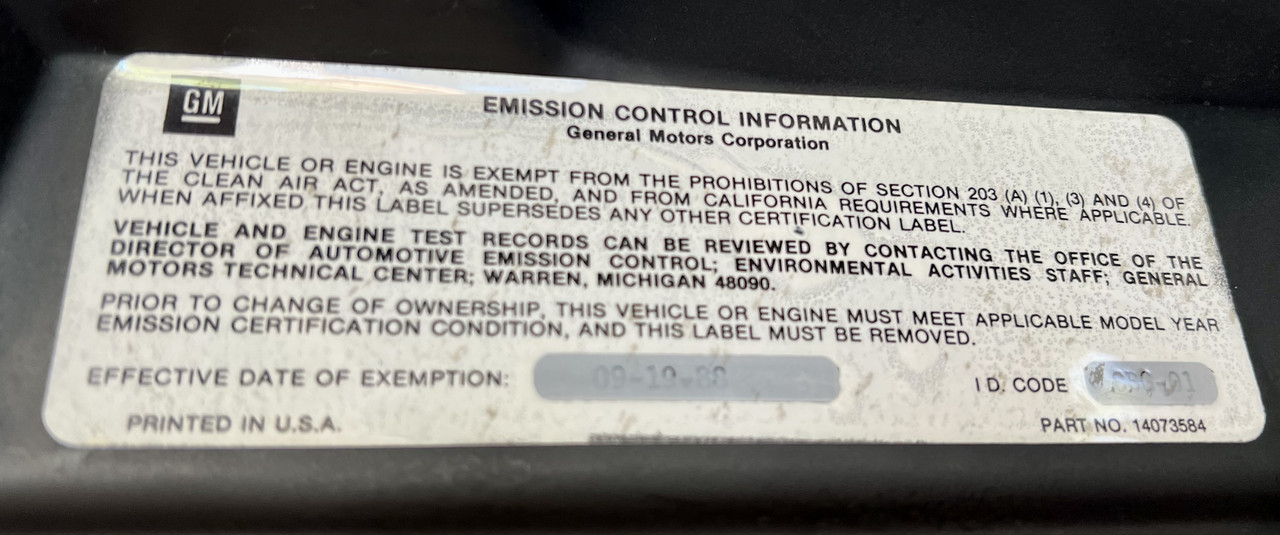 GM
EMISSION CONTROL INFORMATION
General Motors Corporation
THIS VEHICLE OR ENGINE IS EXEMPT FROM THE PROHIBITIONS OF SECTION 203 (A) (1), (3) AND (4) OF
THE CLEAN AIR ACT, AS AMENDED, AND FROM CALIFORNIA REQUIREMENTS WHERE APPLICABLE.
WHEN AFFIXED THIS LABEL SUPERSEDES ANY OTHER CERTIFICATION LABEL.
VEHICLE AND ENGINE TEST RECORDS CAN BE REVIEWED BY CONTACTING THE OFFICE OF THE
DIRECTOR OF AUTOMOTIVE EMISSION CONTROL; ENVIRONMENTAL ACTIVITIES STAFF; GENERAL
MOTORS TECHNICAL CENTER; WARREN, MICHIGAN 48090.
PRIOR TO CHANGE OF OWNERSHIP, THIS VEHICLE OR ENGINE MUST MEET APPLICABLE MODEL YEAR
EMISSION CERTIFICATION CONDITION, AND THIS LABEL MUST BE REMOVED.
EFFECTIVE DATE OF EXEMPTION:
I D. CODE
PRINTED IN U.S.A.
PART NO. 14073584